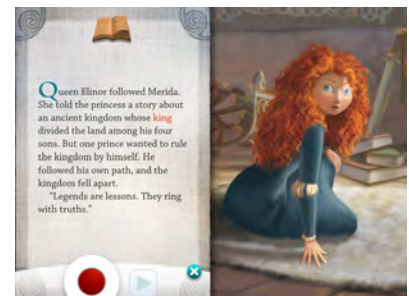 Queen Elinor followed Merida.
She told the princess a story about
an ancient kingdom whose king
divided the land among his four
sons. But one prince wanted to rule
the kingdom by himself. He
followed his own path, and the
kingdom fell apart.
"Legends are lessons. They ring
with truths."